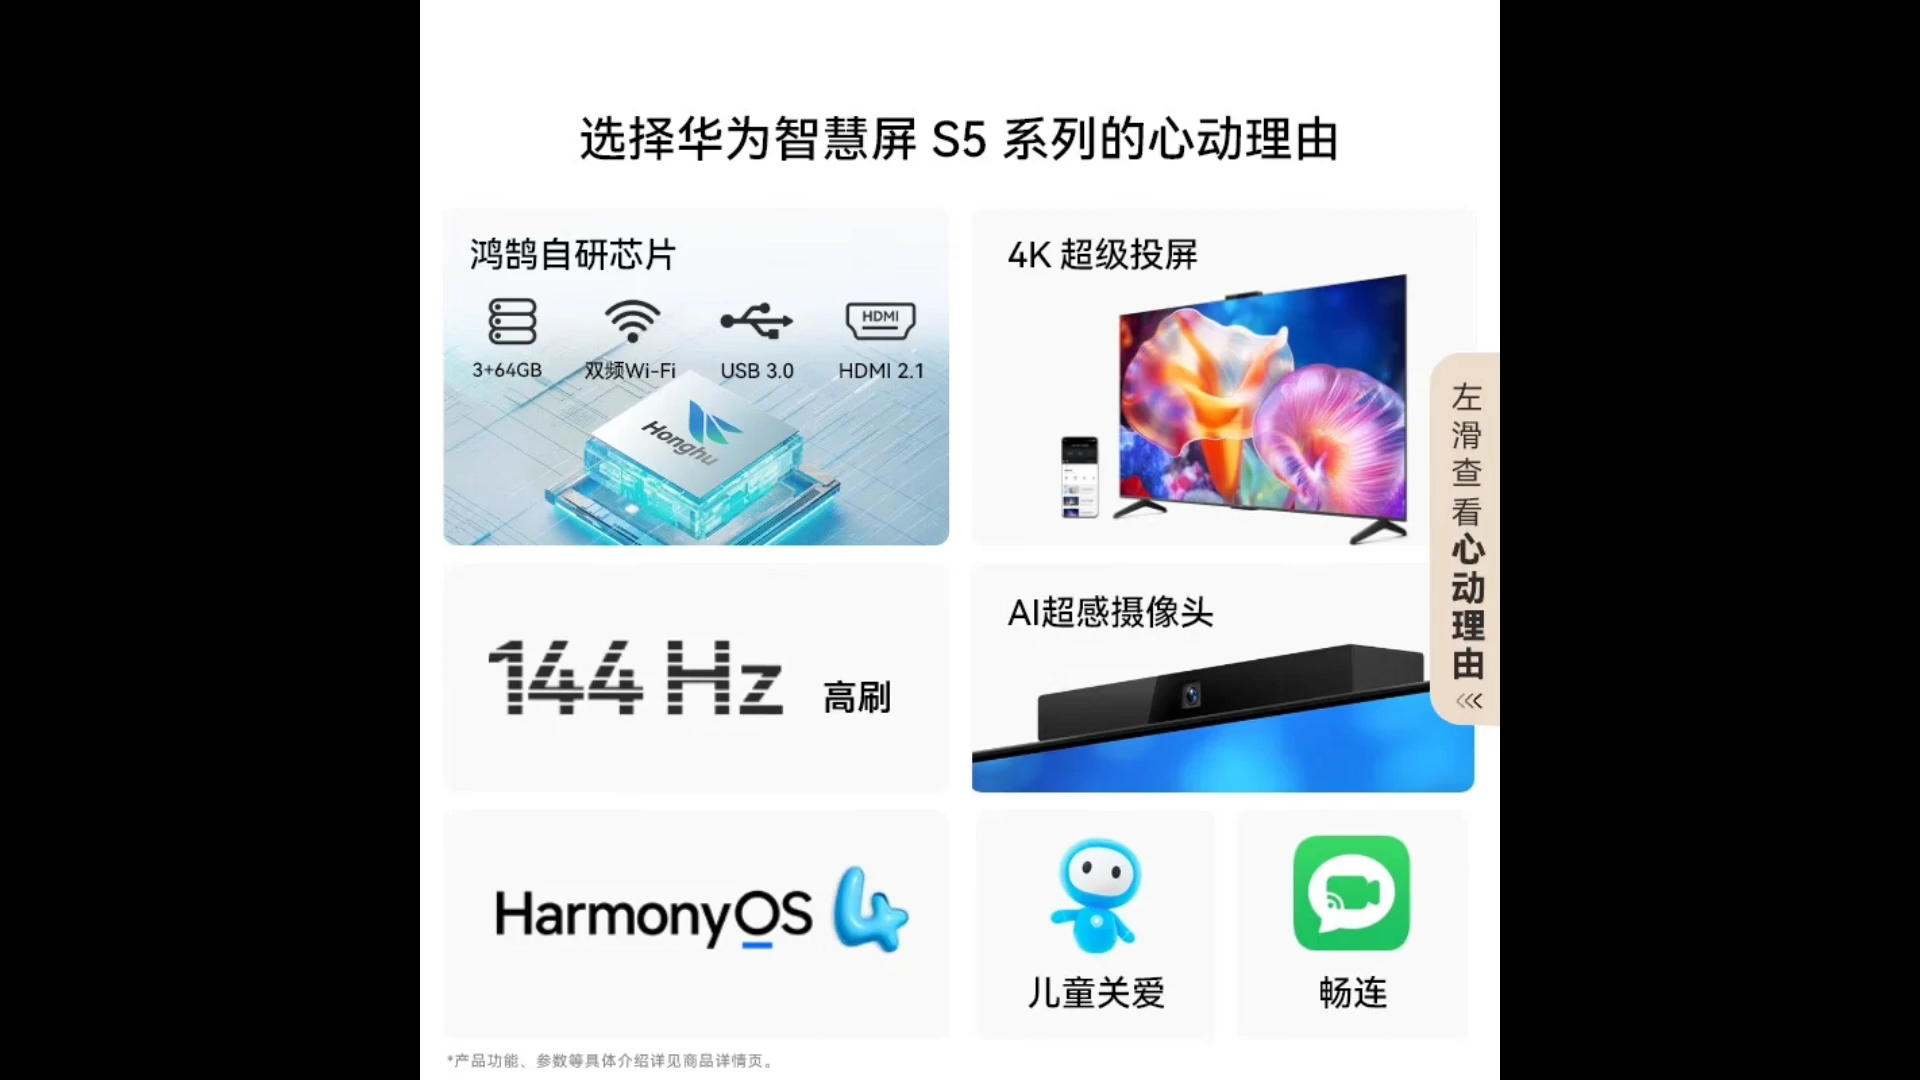 选择华为智慧屏 S5 系列的心动理由
鸿鹄自研芯片
3+64GB
双频Wi-Fi
USB 3.0
HDMI
HDMI 2.1
Honghu
4K 超级投屏
144 Hz 高刷
AI超感摄像头
左滑查看心动理由
HarmonyOS 4
儿童关爱
畅连
*产品功能、参数等具体介绍详见商品详情页。